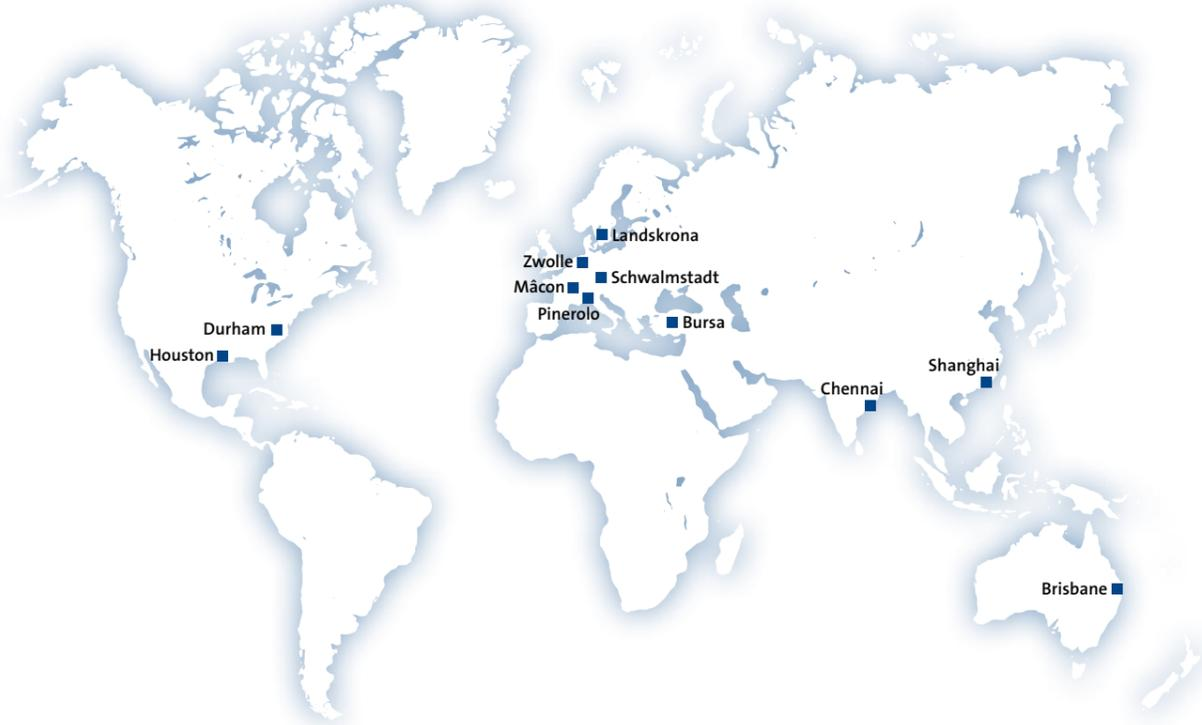 Landskrona
Zwolle
Schwalmstadt
Mâcon
Pinerolo
Bursa
Durham
Houston
Shanghai
Chennai
Brisbane